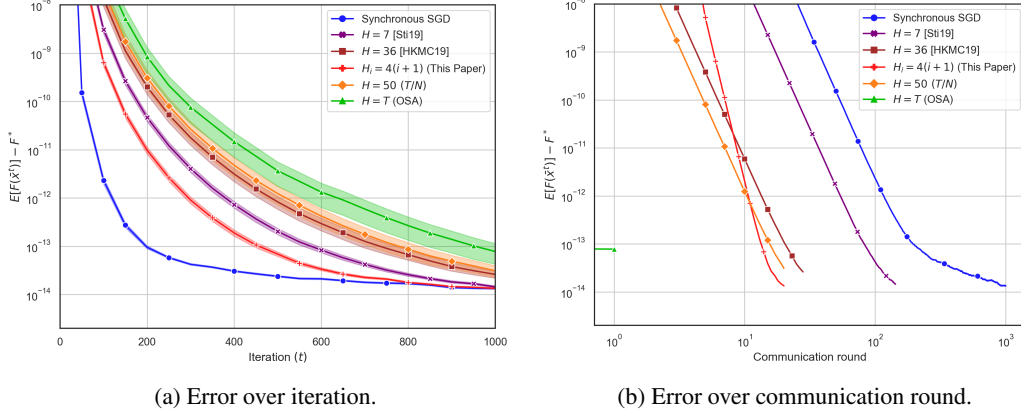 10⁻⁸
10⁻⁹
10⁻¹⁰
10⁻¹¹
10⁻¹²
10⁻¹³
10⁻¹⁴
E[F(x̄ᵗ)] − F*
Synchronous SGD
H = 7 [Sti19]
H = 36 [HKMC19]
Hᵢ = 4(i + 1) (This Paper)
H = 50 (T/N)
H = T (OSA)
0 200 400 600 800 1000
Iteration (t)
(a) Error over iteration.
10⁻⁸
10⁻⁹
10⁻¹⁰
10⁻¹¹
10⁻¹²
10⁻¹³
10⁻¹⁴
E[F(x̄ᵗ)] − F*
Synchronous SGD
H = 7 [Sti19]
H = 36 [HKMC19]
Hᵢ = 4(i + 1) (This Paper)
H = 50 (T/N)
H = T (OSA)
10⁰ 10¹ 10² 10³
Communication round
(b) Error over communication round.